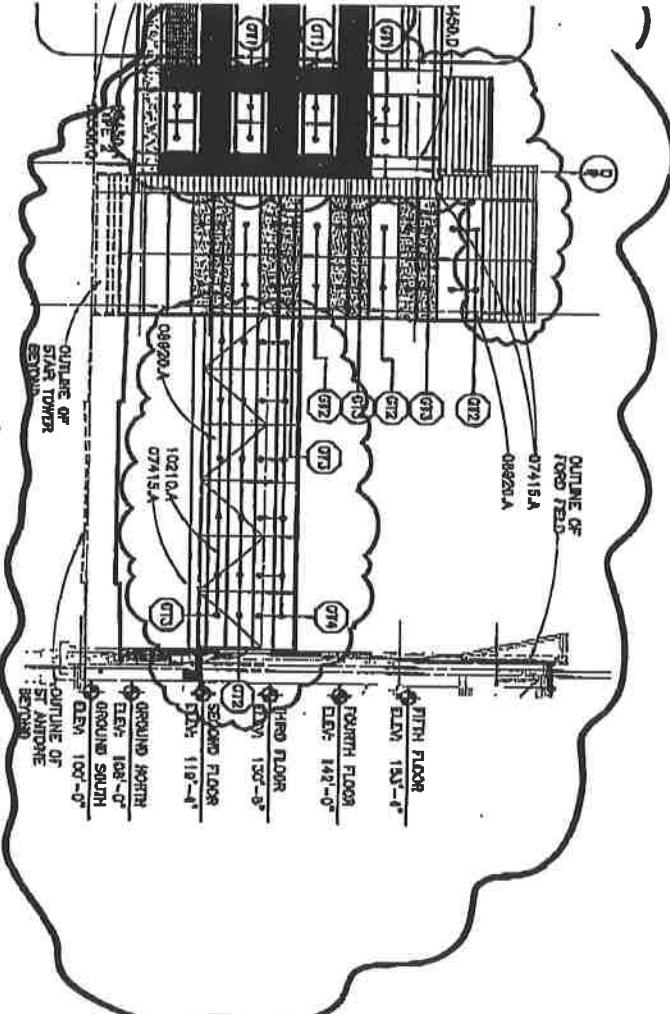 GT1
GT1
GT1
OUTLINE OF
FORD FIELD
07415.A
08920.A
GT2
GT3
GT2
GT3
GT2
GT3
08920.A
10210.A
07415.A
GT3
GT4
GT2
OUTLINE OF
STAIR TOWER
BEYOND
FIFTH FLOOR
ELEV: 153'-4"
FOURTH FLOOR
ELEV: 142'-0"
THIRD FLOOR
ELEV: 130'-8"
SECOND FLOOR
ELEV: 119'-4"
GROUND NORTH
ELEV: 108'-0"
GROUND SOUTH
ELEV: 100'-0"
OUTLINE OF
ST ANTOINE
BEYOND